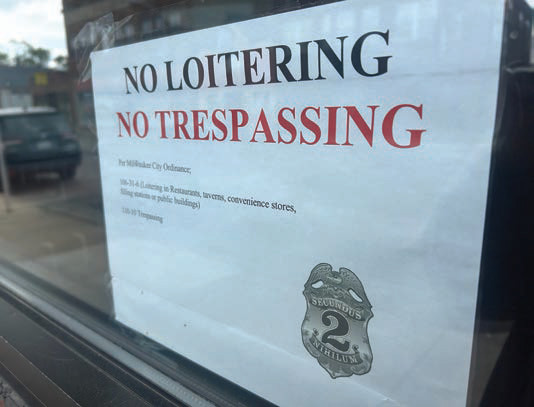 NO LOITERING
NO TRESPASSING
Per Milwaukee City Ordinance;
106-31-6 (Loitering in Restaurants, taverns, convenience stores,
filling stations or public buildings)
110-10 Trespassing
SECUNDUS
2
NIHILUM